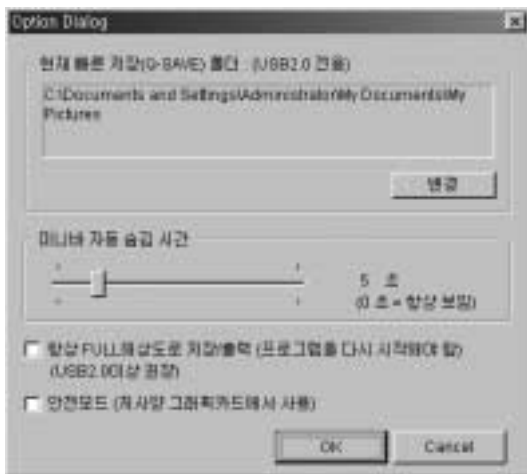 Option Dialog
현재 빠른 저장(Q-SAVE) 폴더 : (USB2.0 전용)
C:\Documents and Settings\Administrator\My Documents\My
Pictures
변경
미니바 자동 숨김 시간
5 초
(0 초 = 항상 보임)
항상 FULL해상도로 저장/출력 (프로그램을 다시 시작해야 함)
(USB2.0이상 권장)
안전모드 (저사양 그래픽카드에서 사용)
OK
Cancel